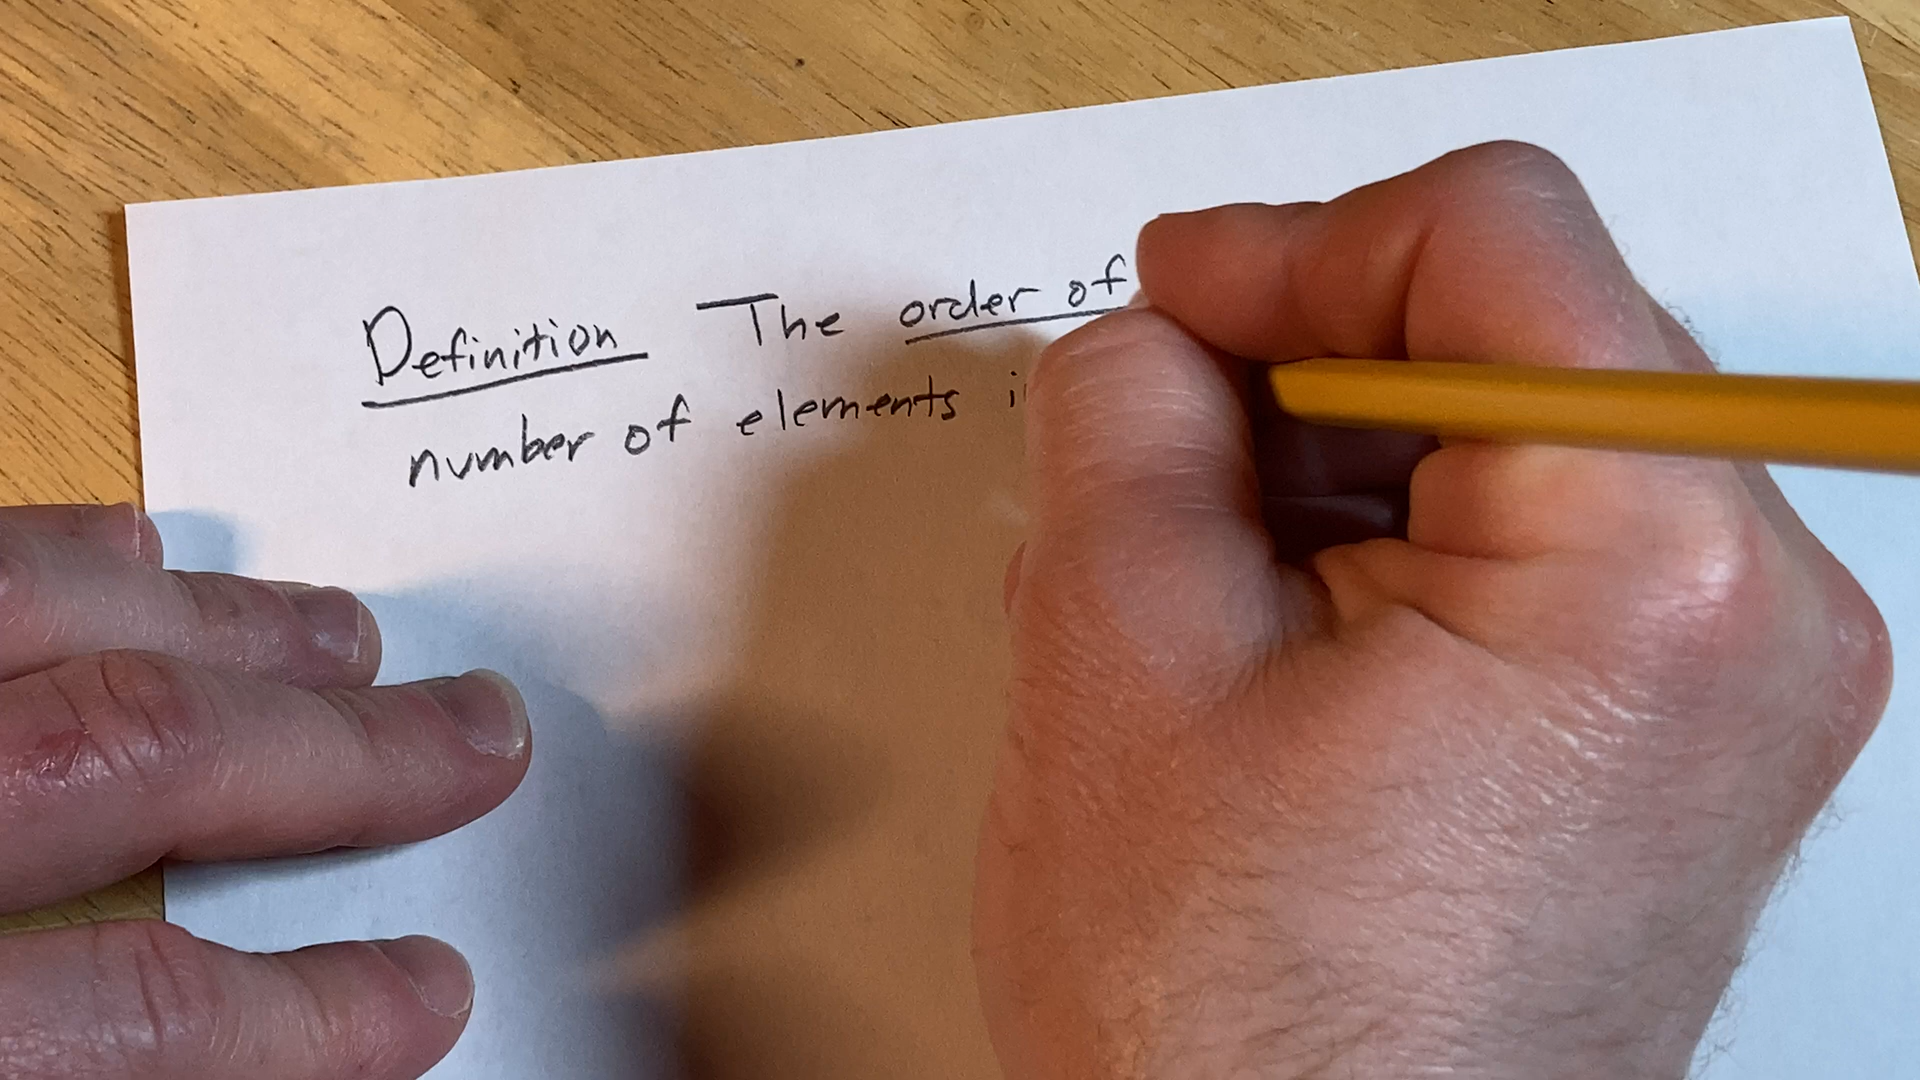 Definition The order of
number of elements